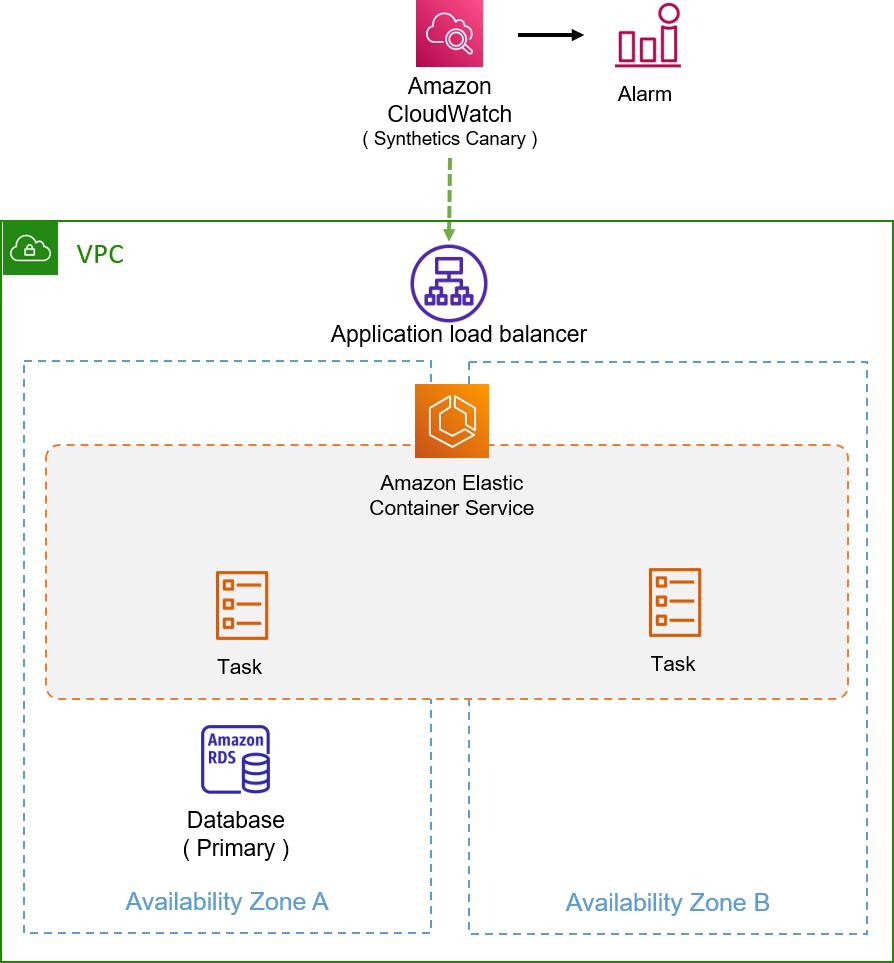 Amazon
CloudWatch
( Synthetics Canary )
Alarm
VPC
Application load balancer
Amazon Elastic
Container Service
Task
Task
Amazon
RDS
Database
( Primary )
Availability Zone A
Availability Zone B